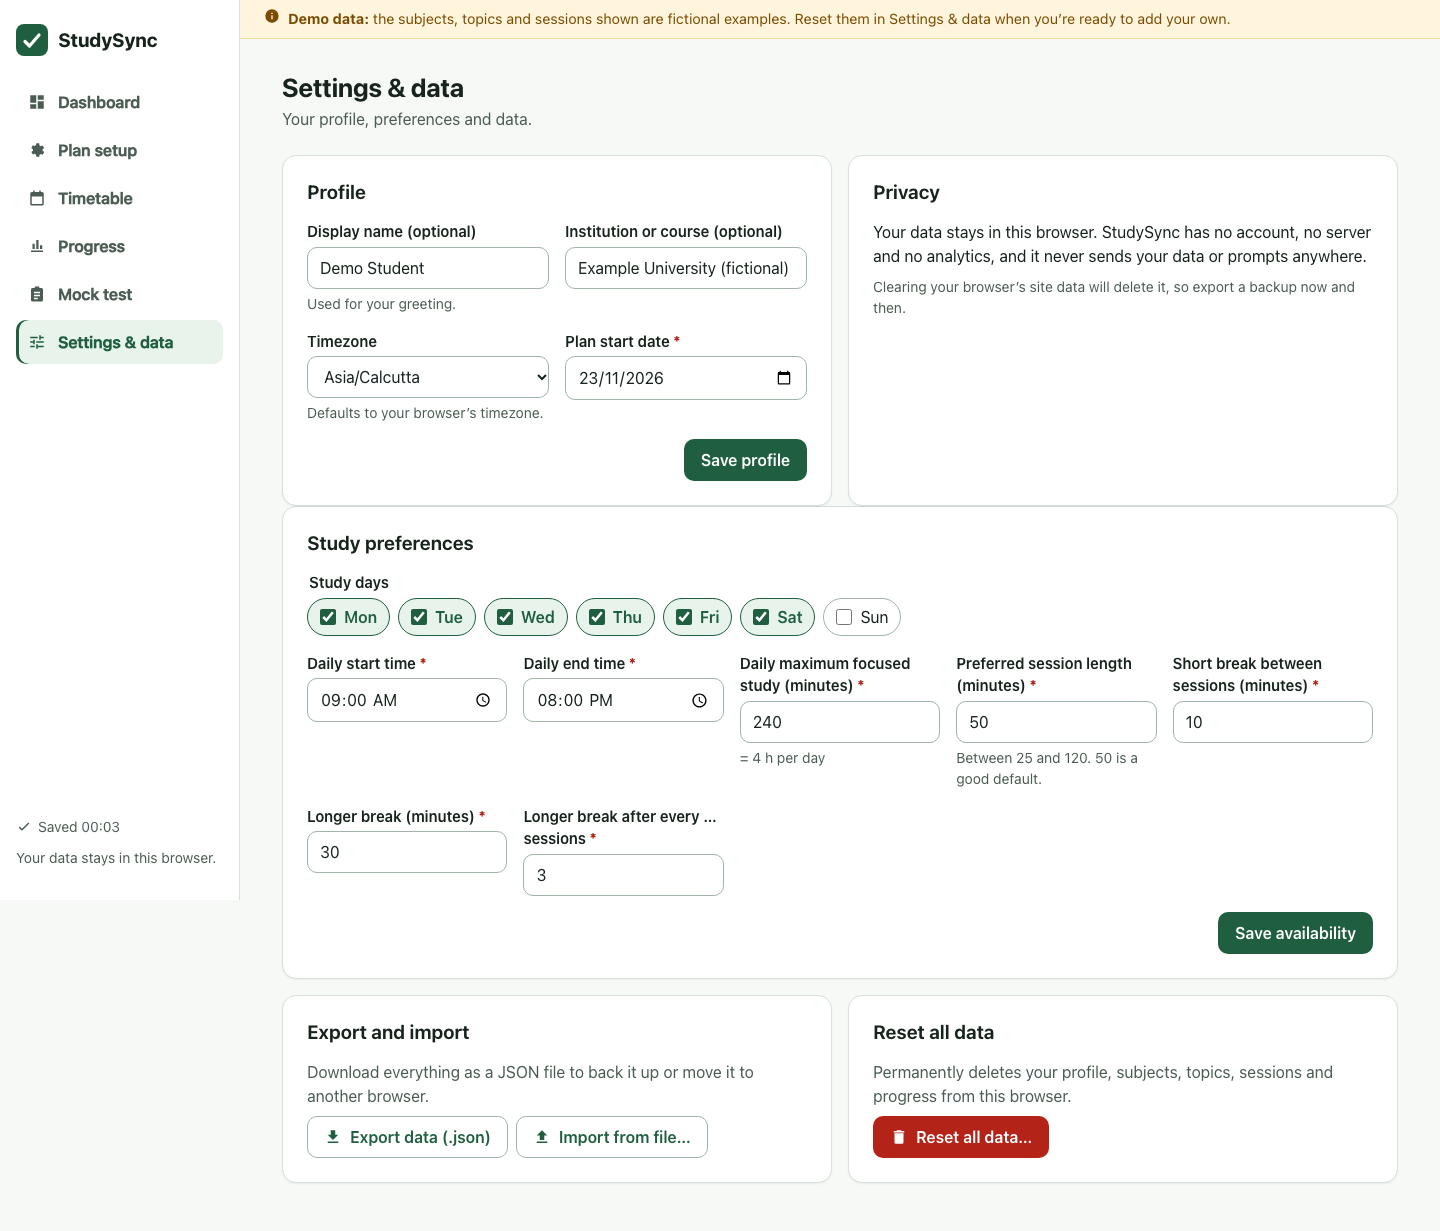 StudySync
Dashboard
Plan setup
Timetable
Progress
Mock test
Settings & data
Saved 00:03
Your data stays in this browser.
Demo data: the subjects, topics and sessions shown are fictional examples. Reset them in Settings & data when you’re ready to add your own.
Settings & data
Your profile, preferences and data.
Profile
Display name (optional)
Demo Student
Used for your greeting.
Institution or course (optional)
Example University (fictional)
Timezone
Asia/Calcutta
Defaults to your browser’s timezone.
Plan start date *
23/11/2026
Save profile
Privacy
Your data stays in this browser. StudySync has no account, no server
and no analytics, and it never sends your data or prompts anywhere.
Clearing your browser’s site data will delete it, so export a backup now and
then.
Study preferences
Study days
Mon
Tue
Wed
Thu
Fri
Sat
Sun
Daily start time *
09:00 AM
Daily end time *
08:00 PM
Daily maximum focused
study (minutes) *
240
= 4 h per day
Preferred session length
(minutes) *
50
Between 25 and 120. 50 is a
good default.
Short break between
sessions (minutes) *
10
Longer break (minutes) *
30
Longer break after every ...
sessions *
3
Save availability
Export and import
Download everything as a JSON file to back it up or move it to
another browser.
Export data (.json)
Import from file...
Reset all data
Permanently deletes your profile, subjects, topics, sessions and
progress from this browser.
Reset all data...